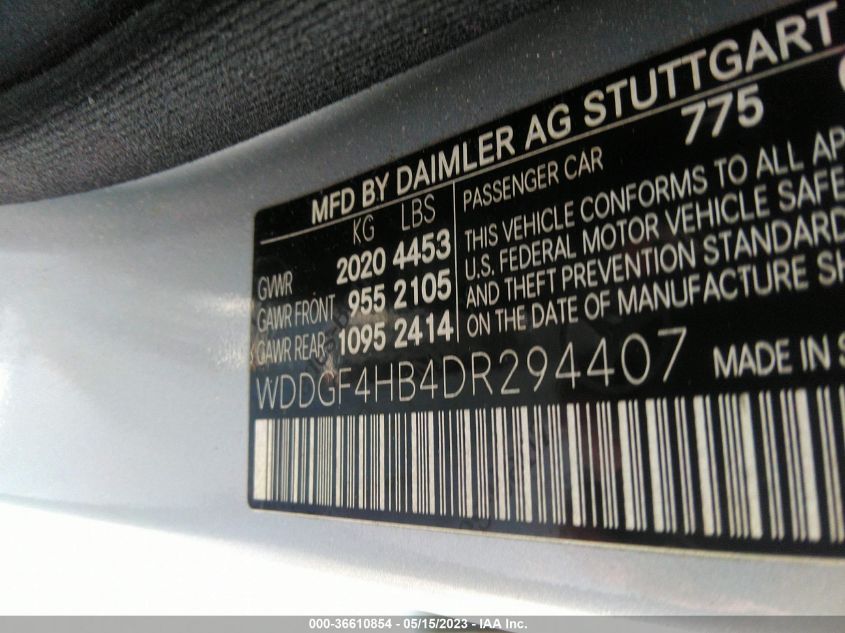 MFD BY DAIMLER AG STUTTGART
775
KG LBS
GVWR 2020 4453
GAWR FRONT 955 2105
GAWR REAR 1095 2414
PASSENGER CAR
THIS VEHICLE CONFORMS TO ALL AP
U.S. FEDERAL MOTOR VEHICLE SAFE
AND THEFT PREVENTION STANDARD
ON THE DATE OF MANUFACTURE SH
WDDGF4HB4DR294407
MADE IN S
000-36610854 - 05/15/2023 - IAA Inc.